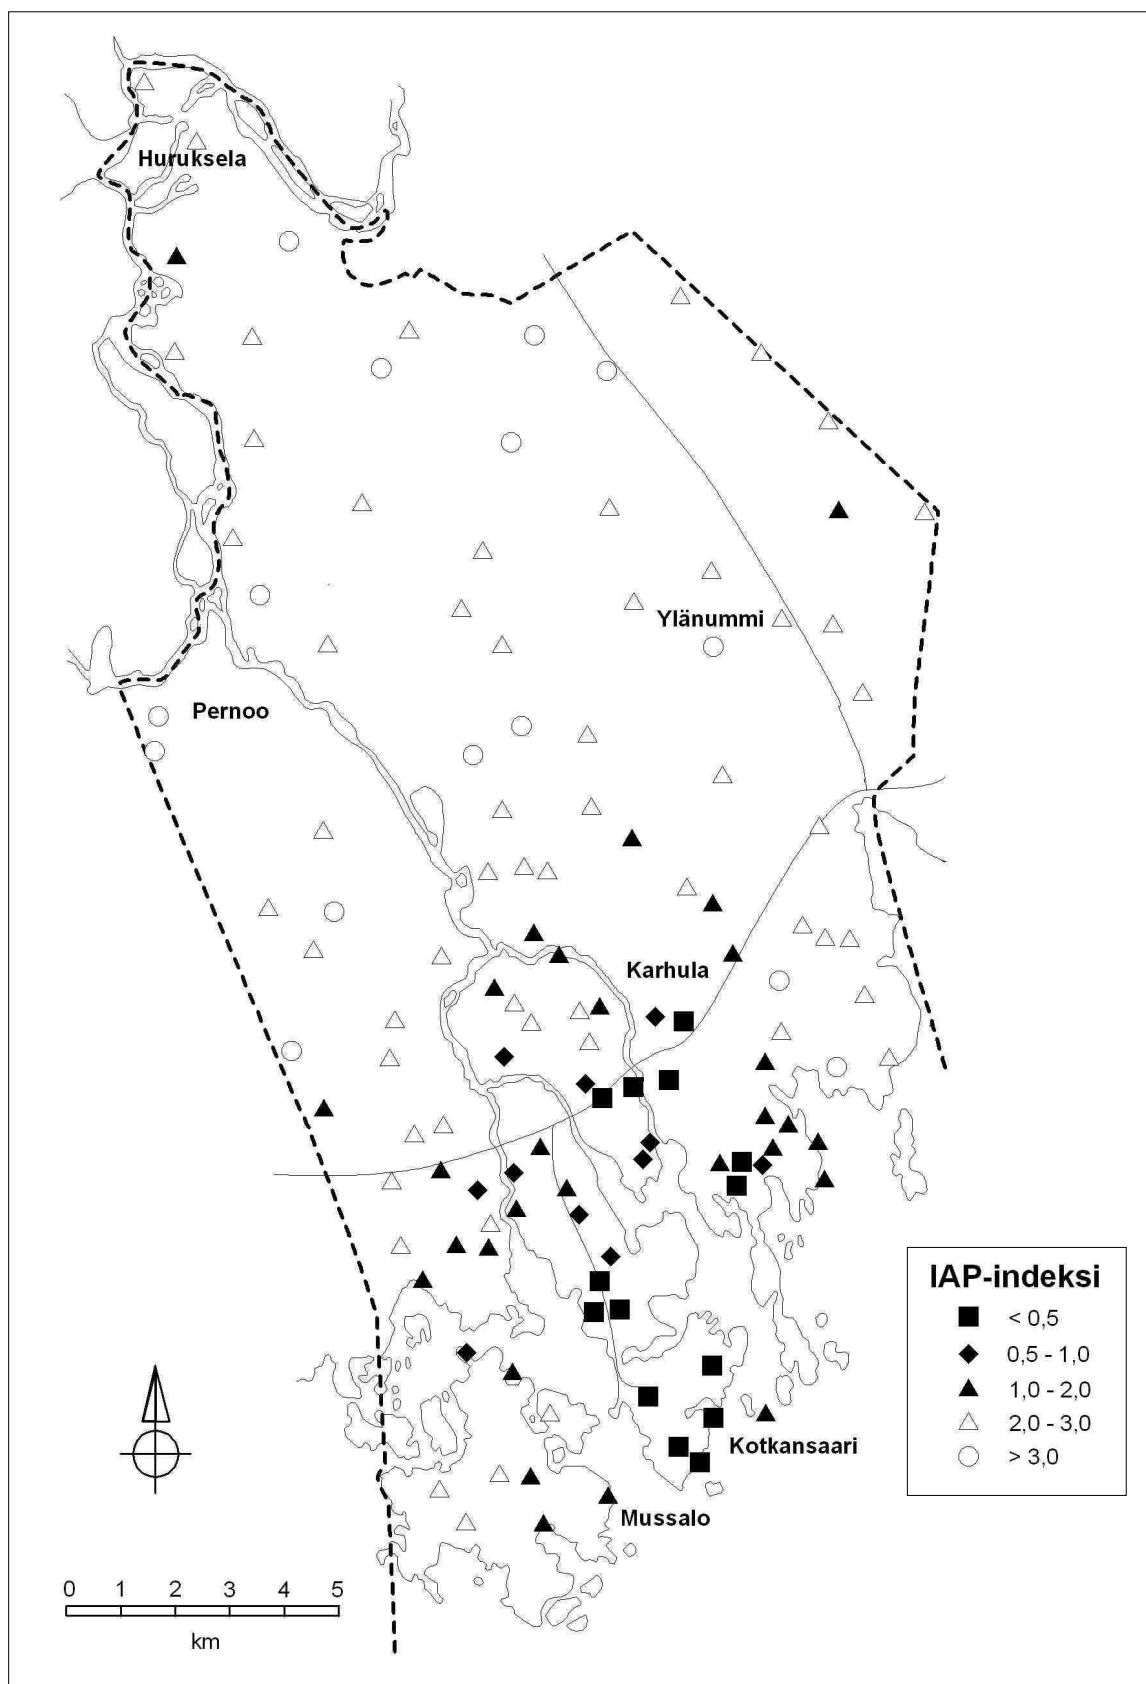 Huruksela
Ylänummi
Pernoo
Karhula
IAP-indeksi
< 0,5
0,5 - 1,0
1,0 - 2,0
2,0 - 3,0
> 3,0
Kotkansaari
Mussalo
0 1 2 3 4 5
km